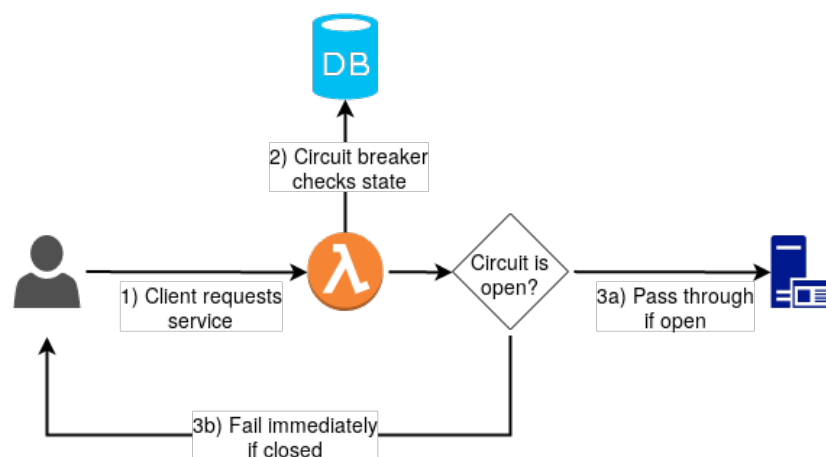 DB
2) Circuit breaker
checks state
1) Client requests
service
Circuit is
open?
3a) Pass through
if open
3b) Fail immediately
if closed